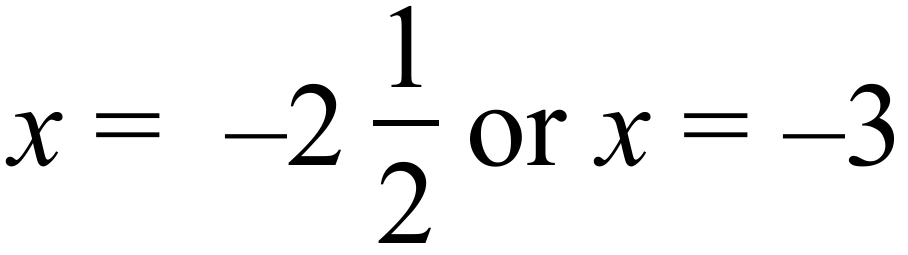 x = −2 1/2 or x = −3